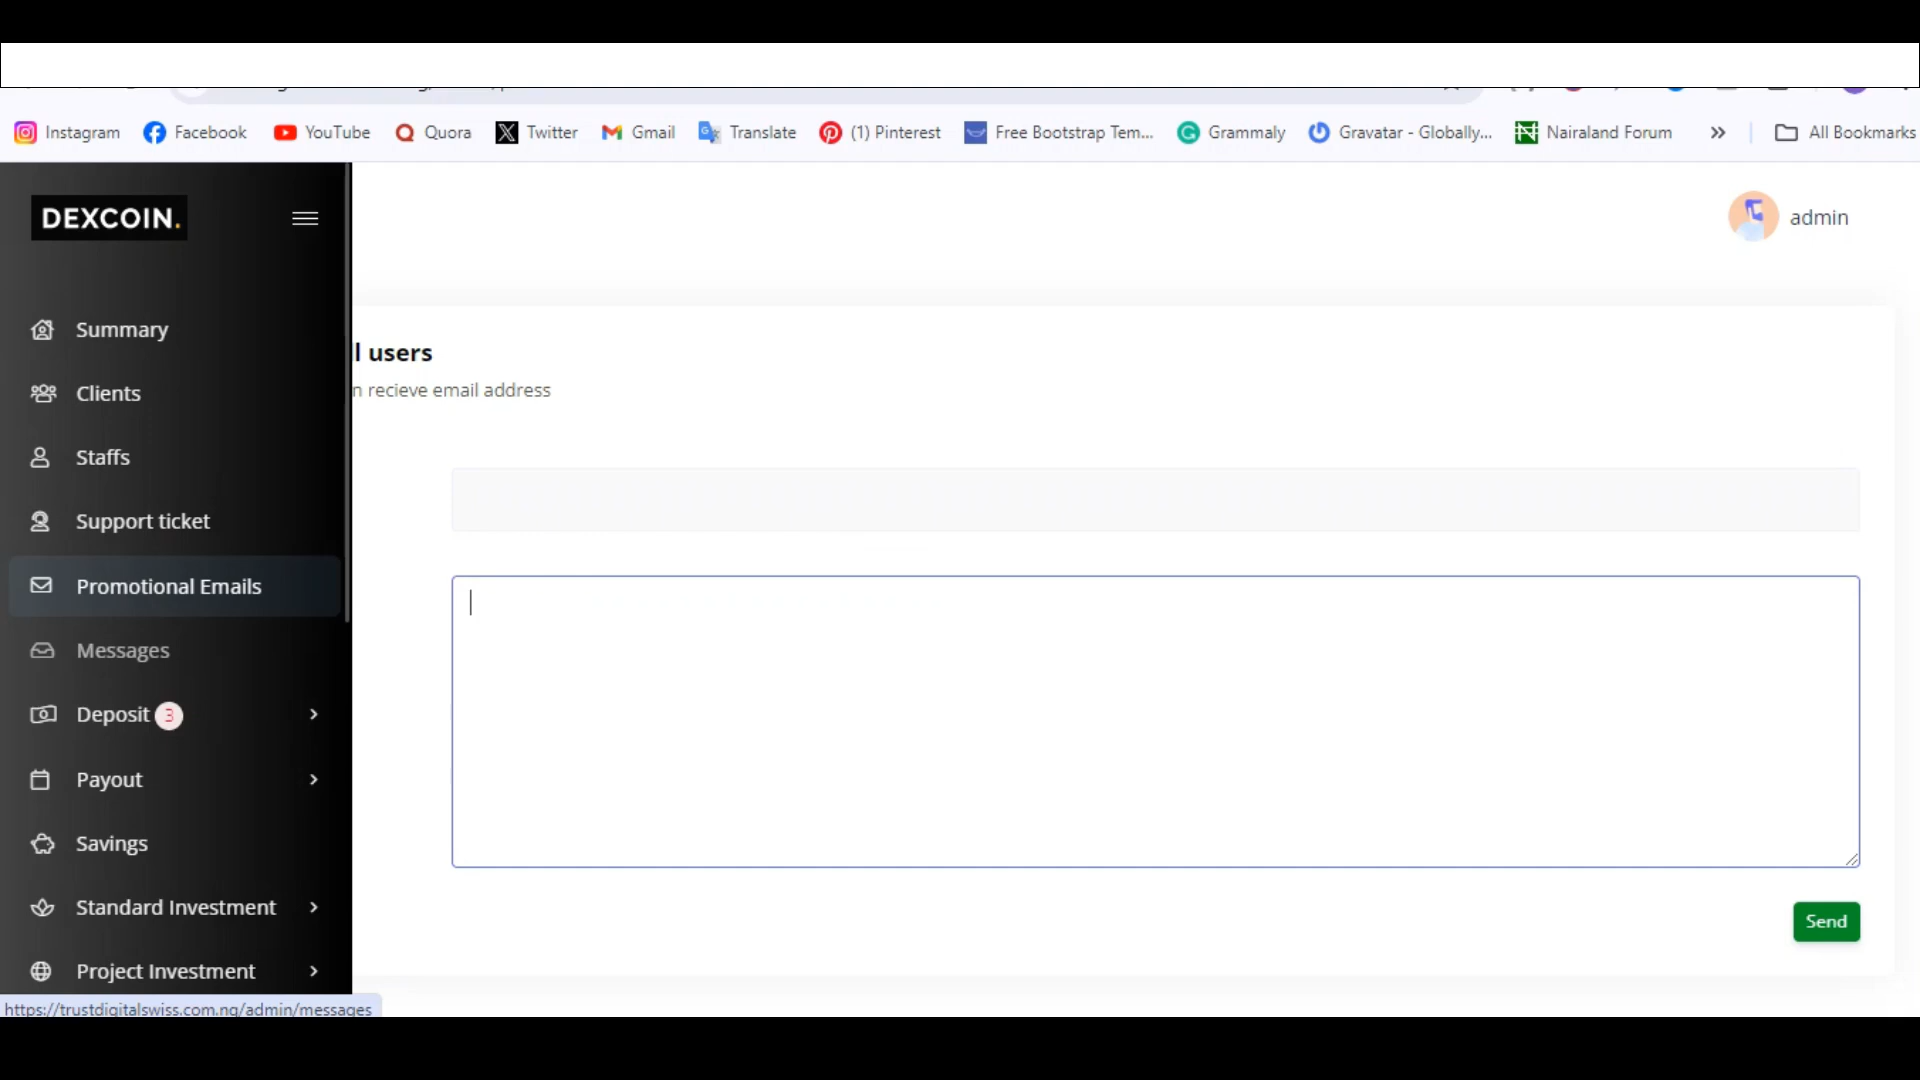 Instagram Facebook YouTube Quora Twitter Gmail Translate (1) Pinterest Free Bootstrap Tem... Grammaly Gravatar - Globally... Nairaland Forum » All Bookmarks
DEXCOIN.
admin
Summary
Clients
Staffs
Support ticket
Promotional Emails
Messages
Deposit 3
Payout
Savings
Standard Investment
Project Investment
l users
n recieve email address
Send
https://trustdigitalswiss.com.ng/admin/messages